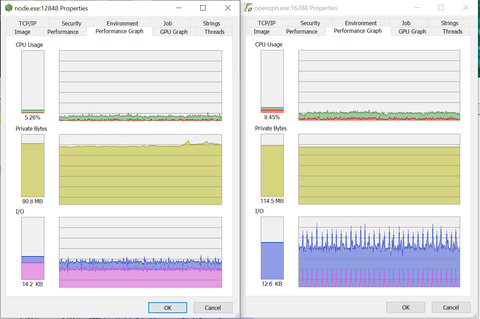 node.exe:12848 Properties
TCP/IP Security Environment Job Strings
Image Performance Performance Graph GPU Graph Threads
CPU Usage
5.26%
Private Bytes
90.8 MB
I/O
14.2 KB
OK Cancel
opencpn.exe:16288 Properties
TCP/IP Security Environment Job Strings
Image Performance Performance Graph GPU Graph Threads
CPU Usage
8.45%
Private Bytes
114.5 MB
I/O
12.6 KB
OK Cancel